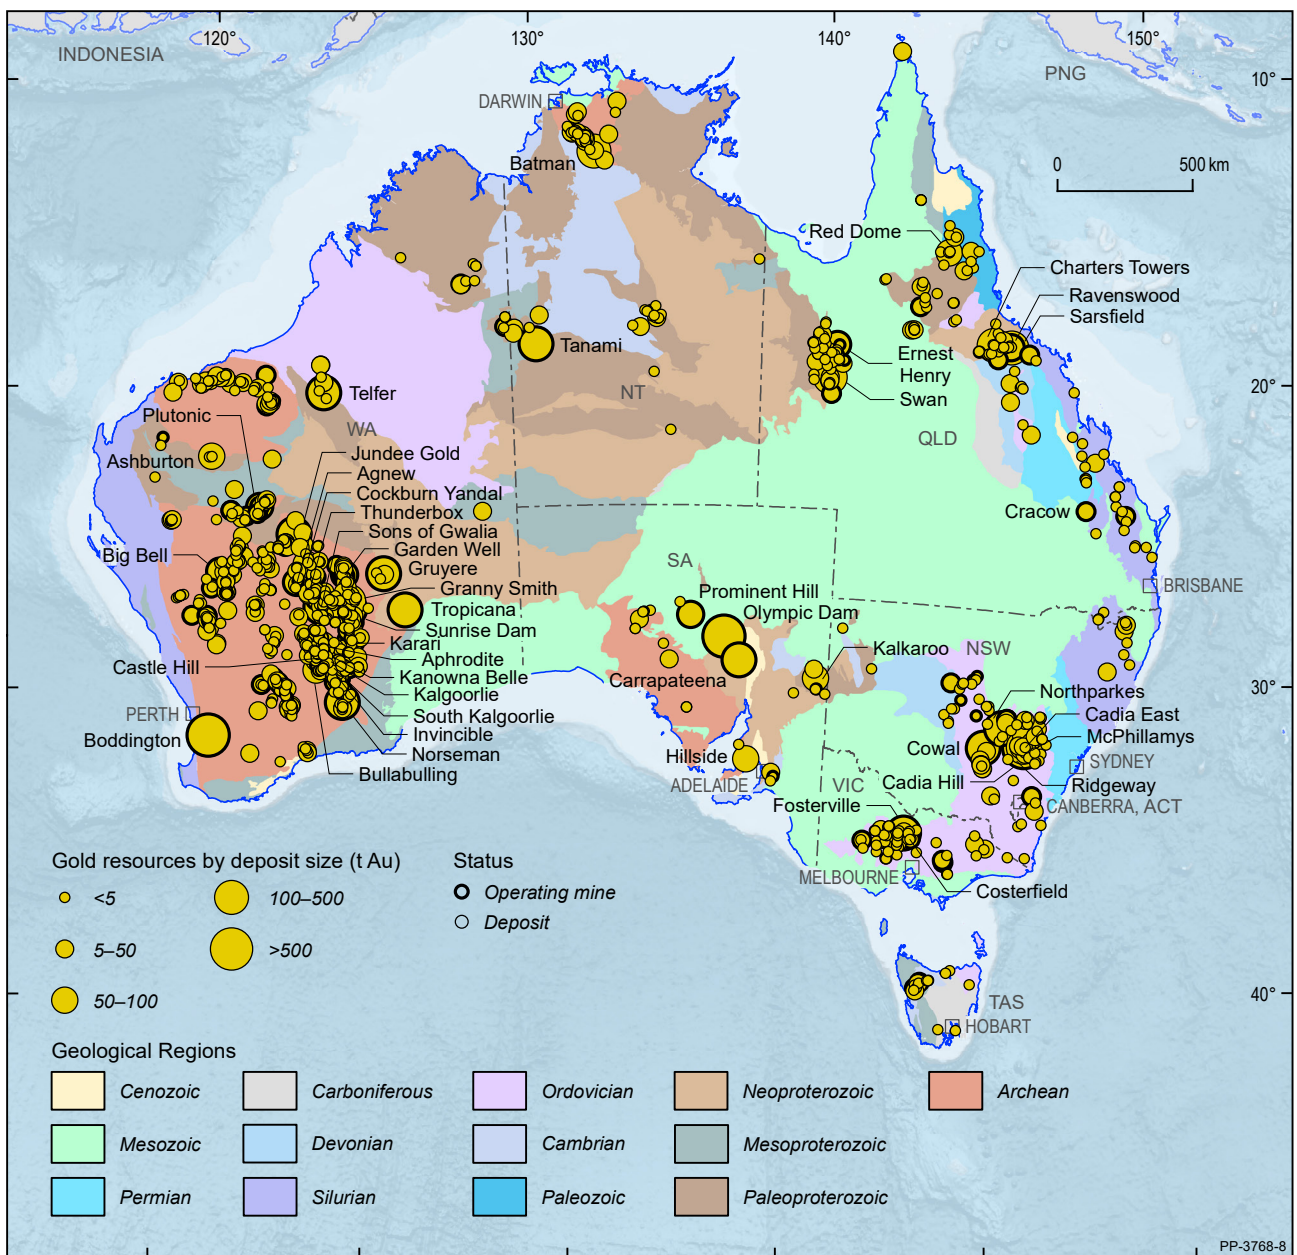 120°
130°
140°
150°
INDONESIA
PNG
10°
DARWIN
Batman
0
500 km
Red Dome
Charters Towers
Ravenswood
Sarsfield
Tanami
Ernest
Henry
Swan
NT
20°
Telfer
Plutonic
WA
QLD
Ashburton
Jundee Gold
Agnew
Cockburn Yandal
Thunderbox
Cracow
Sons of Gwalia
Big Bell
Garden Well
Gruyere
SA
BRISBANE
Granny Smith
Prominent Hill
Tropicana
Olympic Dam
Sunrise Dam
Karari
Kalkaroo
NSW
Castle Hill
Aphrodite
Kanowna Belle
Carrapateena
30°
Kalgoorlie
Northparkes
PERTH
South Kalgoorlie
Cadia East
Boddington
Invincible
McPhillamys
Cowal
Norseman
Hillside
SYDNEY
Bullabulling
ADELAIDE
VIC
Cadia Hill
Ridgeway
Fosterville
CANBERRA, ACT
MELBOURNE
Costerfield
Gold resources by deposit size (t Au)
<5
100–500
5–50
>500
50–100
Status
Operating mine
Deposit
40°
TAS
HOBART
Geological Regions
Cenozoic
Carboniferous
Ordovician
Neoproterozoic
Archean
Mesozoic
Devonian
Cambrian
Mesoproterozoic
Permian
Silurian
Paleozoic
Paleoproterozoic
PP-3768-8